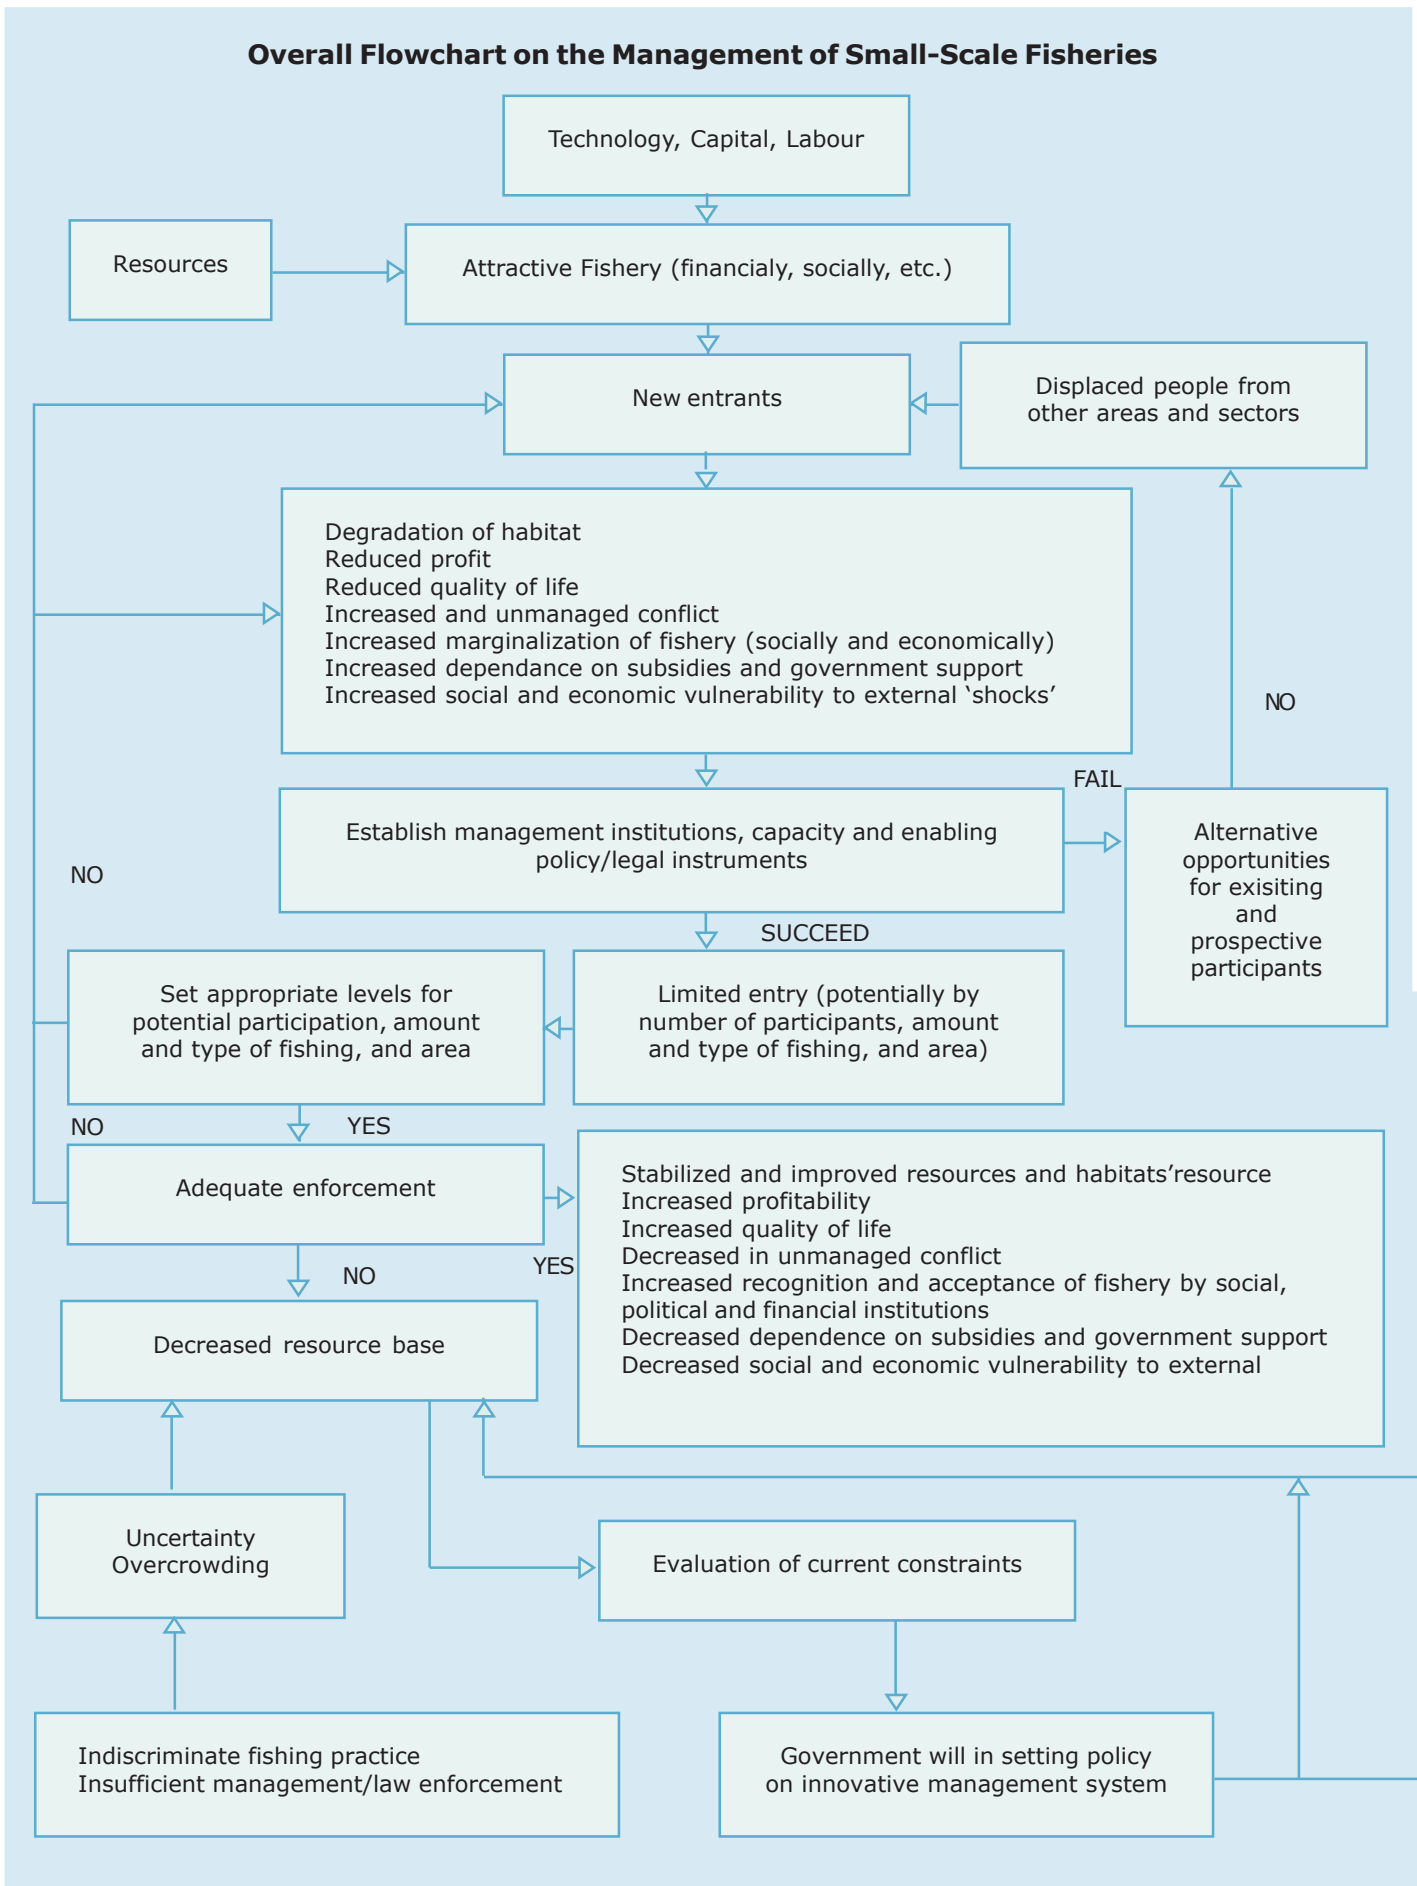 Overall Flowchart on the Management of Small-Scale Fisheries
Technology, Capital, Labour
Resources
Attractive Fishery (financialy, socially, etc.)
New entrants
Displaced people from
other areas and sectors
Degradation of habitat
Reduced profit
Reduced quality of life
Increased and unmanaged conflict
Increased marginalization of fishery (socially and economically)
Increased dependance on subsidies and government support
Increased social and economic vulnerability to external ‘shocks’
NO
FAIL
Establish management institutions, capacity and enabling
policy/legal instruments
Alternative
opportunities
for exisiting
and
prospective
participants
NO
SUCCEED
Set appropriate levels for
potential participation, amount
and type of fishing, and area
Limited entry (potentially by
number of participants, amount
and type of fishing, and area)
NO
YES
Adequate enforcement
Stabilized and improved resources and habitats’resource
Increased profitability
Increased quality of life
Decreased in unmanaged conflict
Increased recognition and acceptance of fishery by social,
political and financial institutions
Decreased dependence on subsidies and government support
Decreased social and economic vulnerability to external
YES
NO
Decreased resource base
Uncertainty
Overcrowding
Evaluation of current constraints
Indiscriminate fishing practice
Insufficient management/law enforcement
Government will in setting policy
on innovative management system